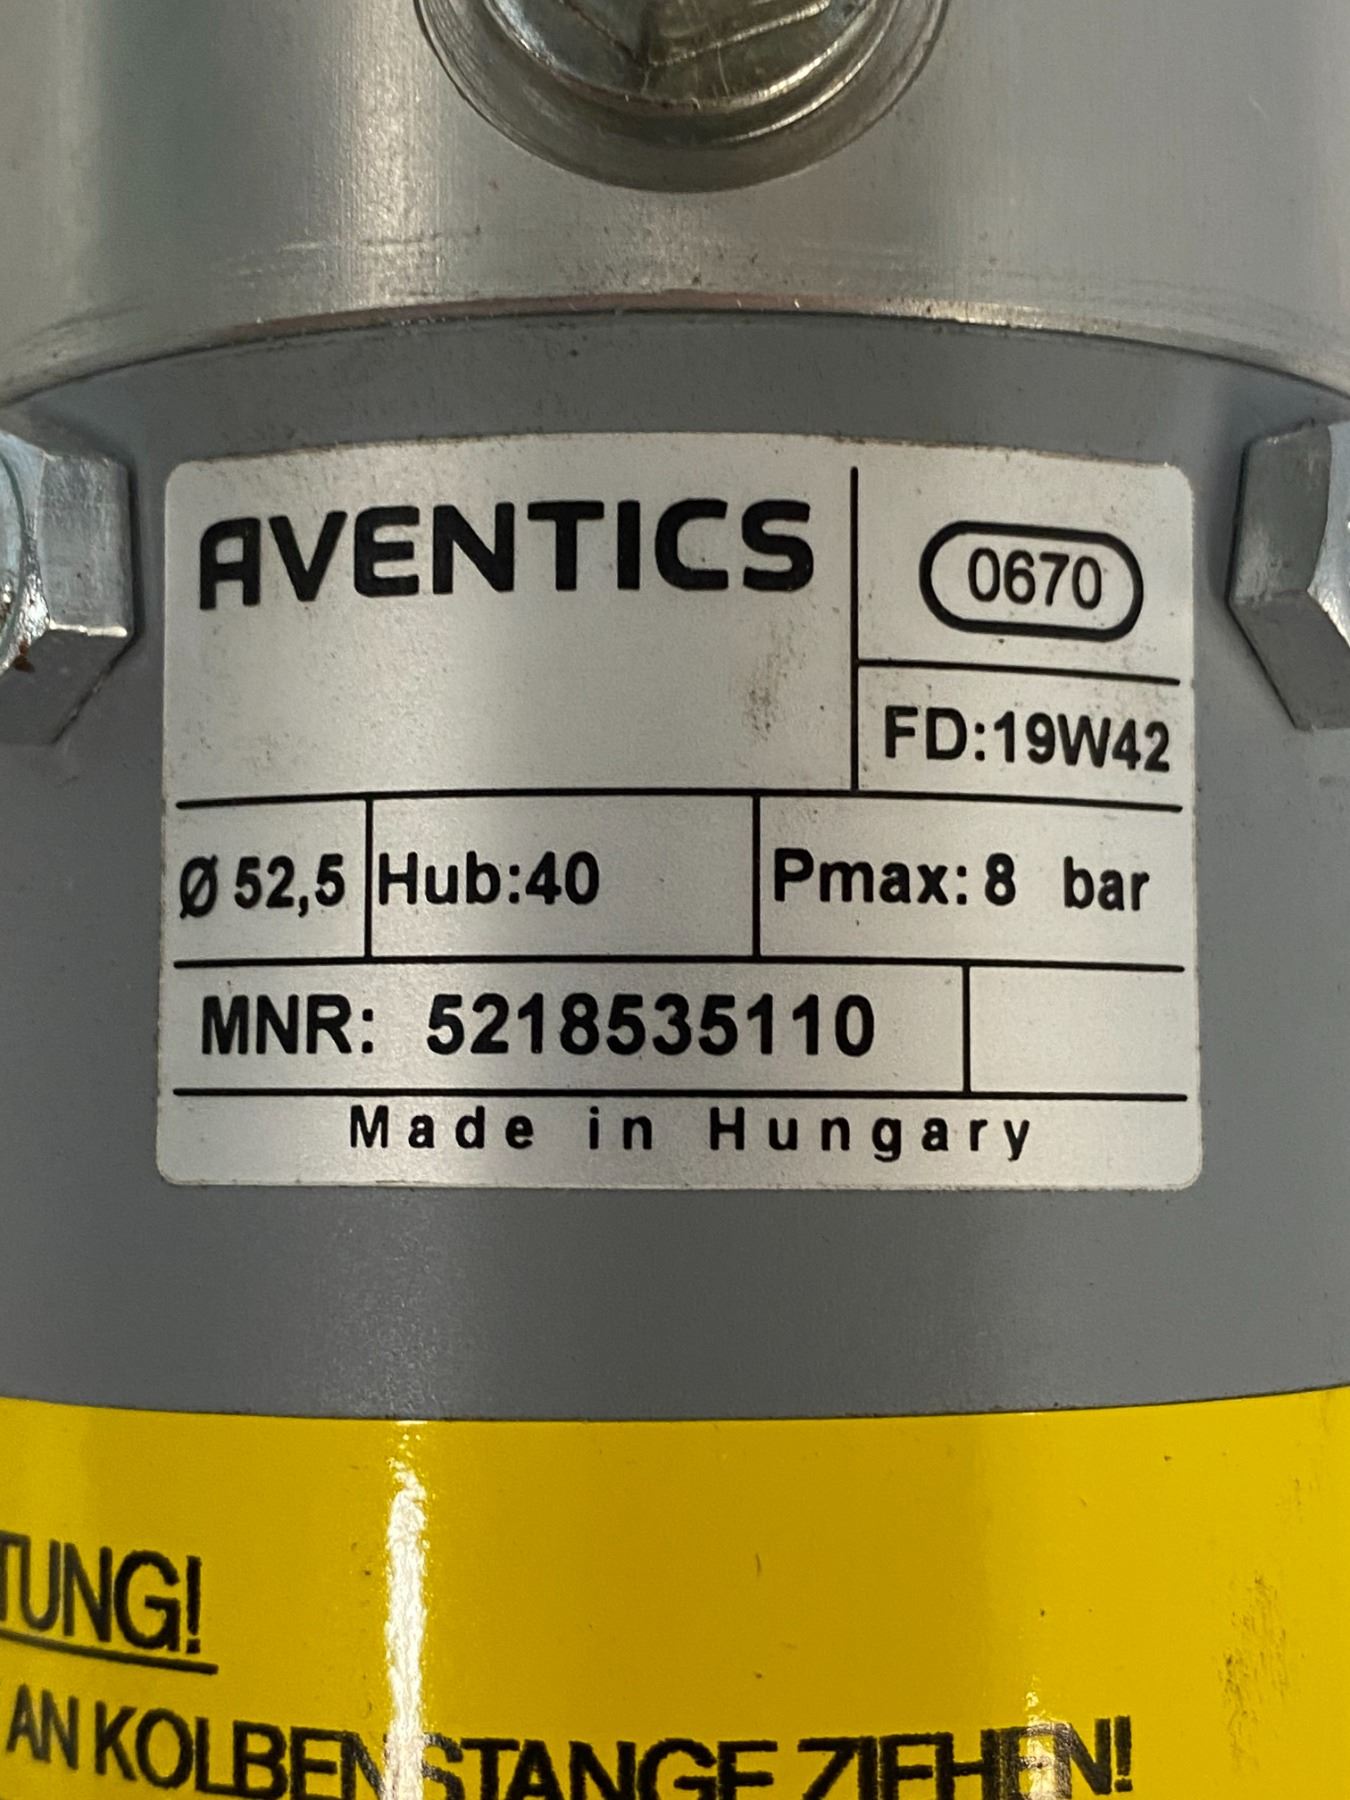 AVENTICS
0670
FD:19W42
Ø 52,5 Hub:40 Pmax: 8 bar
MNR: 5218535110
Made in Hungary
TUNG!
AN KOLBENSTANGE ZIEHEN!